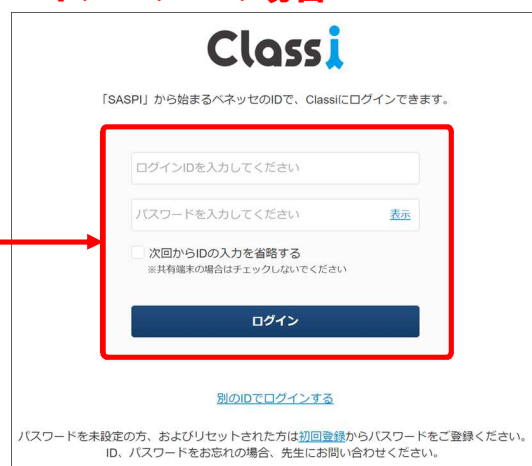 Classi
「SASPI」から始まるベネッセのIDで、Classiにログインできます。
ログインIDを入力してください
パスワードを入力してください 表示
次回からIDの入力を省略する
※共有端末の場合はチェックしないでください
ログイン
別のIDでログインする
パスワードを未設定の方、およびリセットされた方は初回登録からパスワードをご登録ください。
ID、パスワードをお忘れの場合、先生にお問い合わせください。